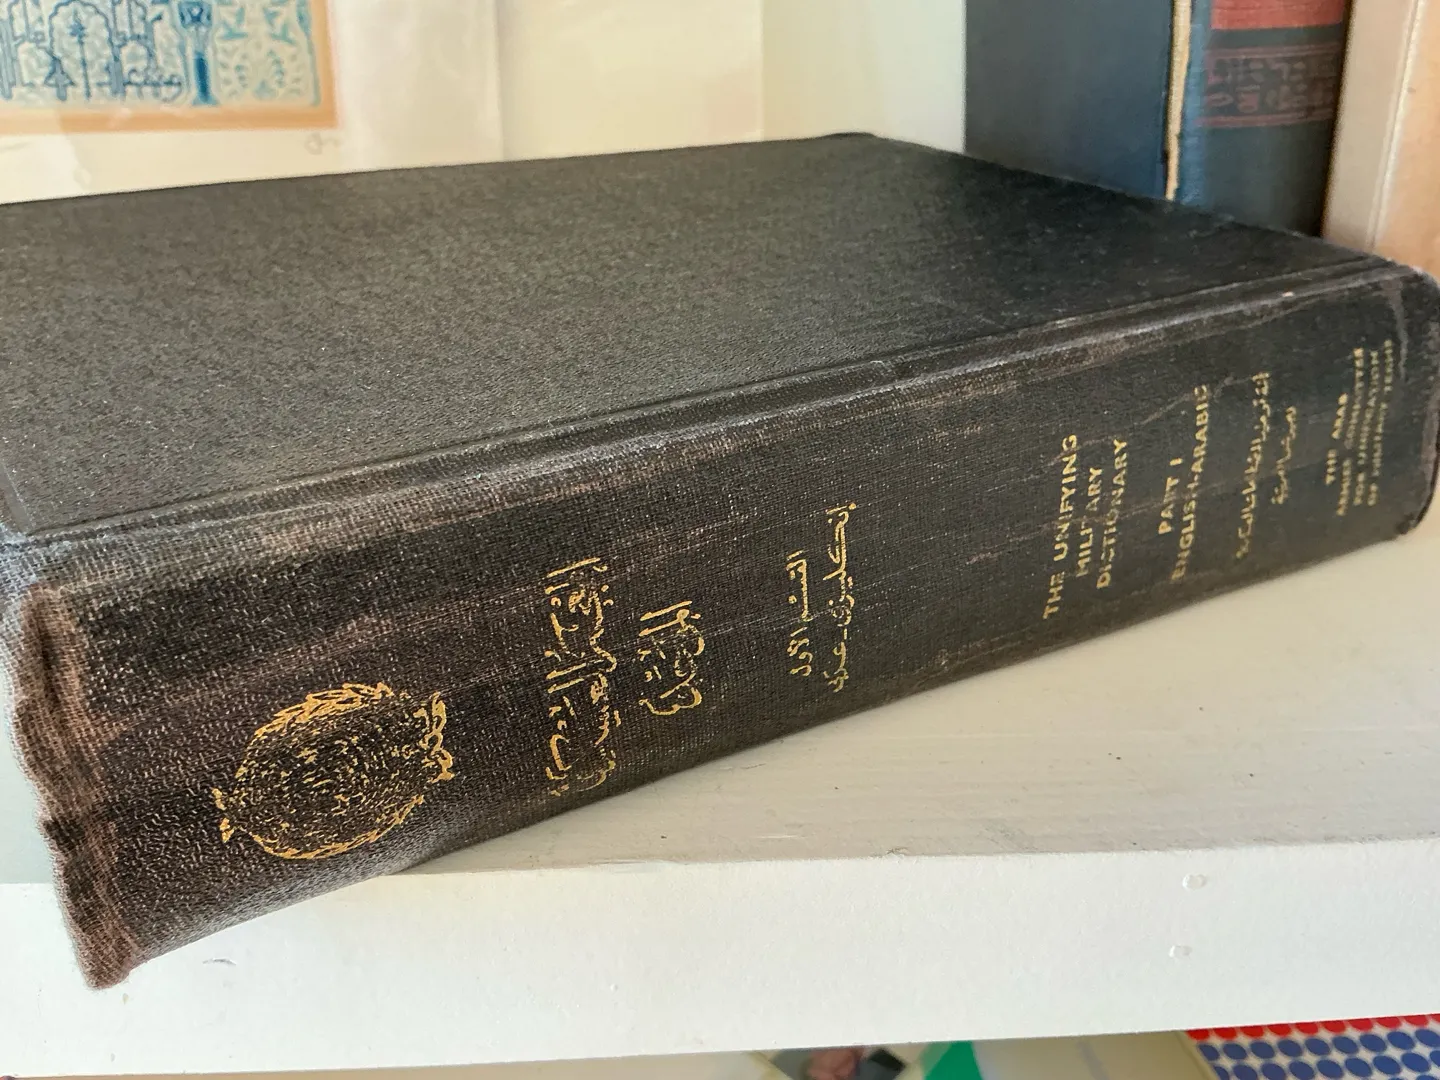 المعجم العسكري
الموحد
القسم الأول
إنكليزي - عربي
THE UNIFYING
MILITARY
DICTIONARY
PART I
ENGLISH-ARABIC
THE ARAB
ARMIES COMMITTEE
FOR UNIFICATION
OF MILITARY TERMS